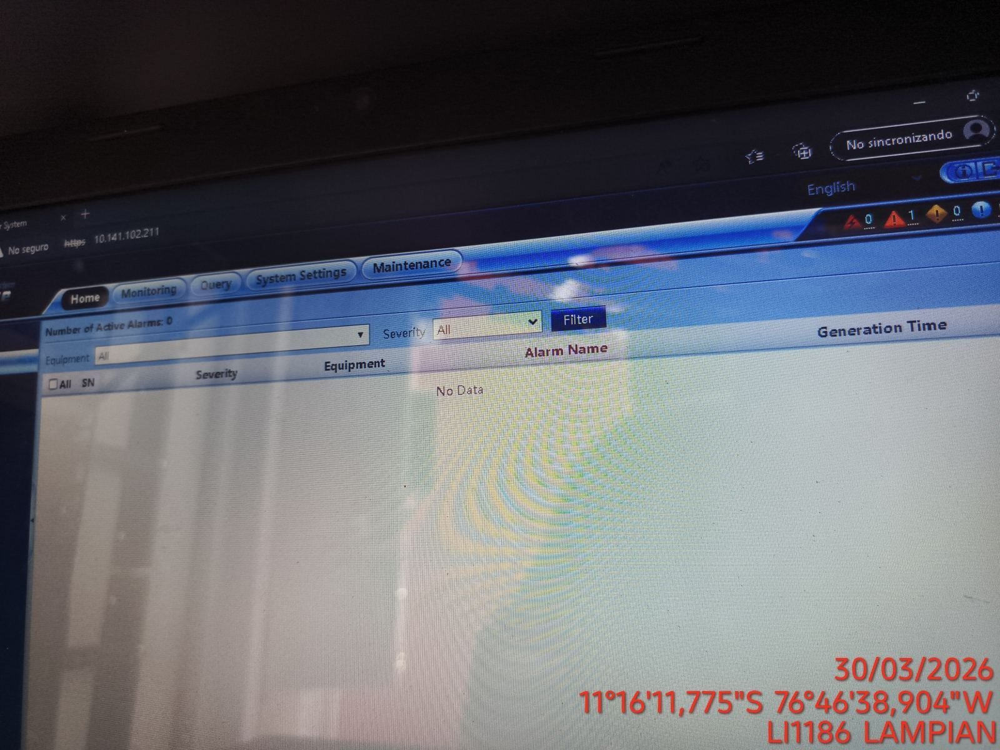 No sincronizando
English
r System
No seguro https 10.141.102.211
0 1 0
Home Monitoring Query System Settings Maintenance
Number of Active Alarms: 0
Equipment All Severity All Filter
All SN Severity Equipment Alarm Name Generation Time
No Data
30/03/2026
11°16'11,775"S 76°46'38,904"W
LI1186 LAMPIAN